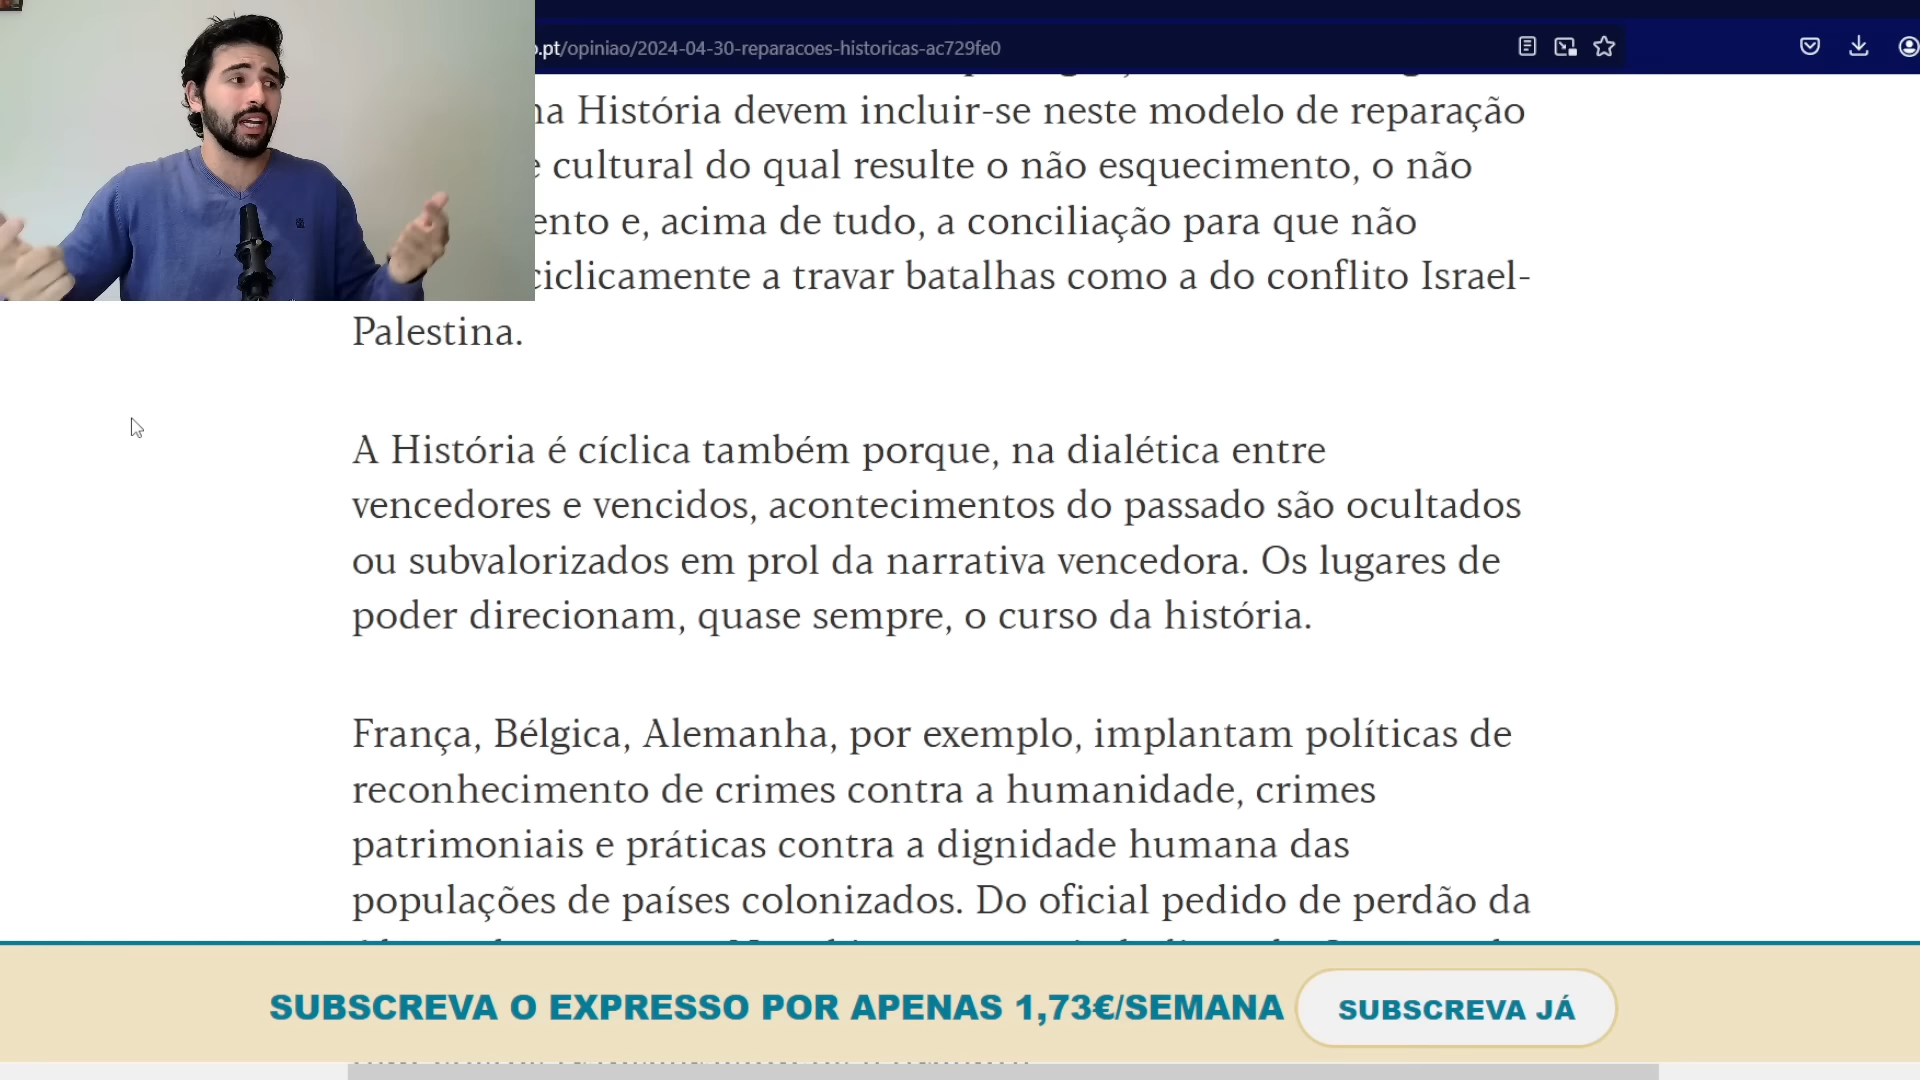 .pt/opiniao/2024-04-30-reparacoes-historicas-ac729fe0
na História devem incluir-se neste modelo de reparação
e cultural do qual resulte o não esquecimento, o não
ento e, acima de tudo, a conciliação para que não
ciclicamente a travar batalhas como a do conflito Israel-
Palestina.
A História é cíclica também porque, na dialética entre
vencedores e vencidos, acontecimentos do passado são ocultados
ou subvalorizados em prol da narrativa vencedora. Os lugares de
poder direcionam, quase sempre, o curso da história.
França, Bélgica, Alemanha, por exemplo, implantam políticas de
reconhecimento de crimes contra a humanidade, crimes
patrimoniais e práticas contra a dignidade humana das
populações de países colonizados. Do oficial pedido de perdão da
SUBSCREVA O EXPRESSO POR APENAS 1,73€/SEMANA
SUBSCREVA JÁ